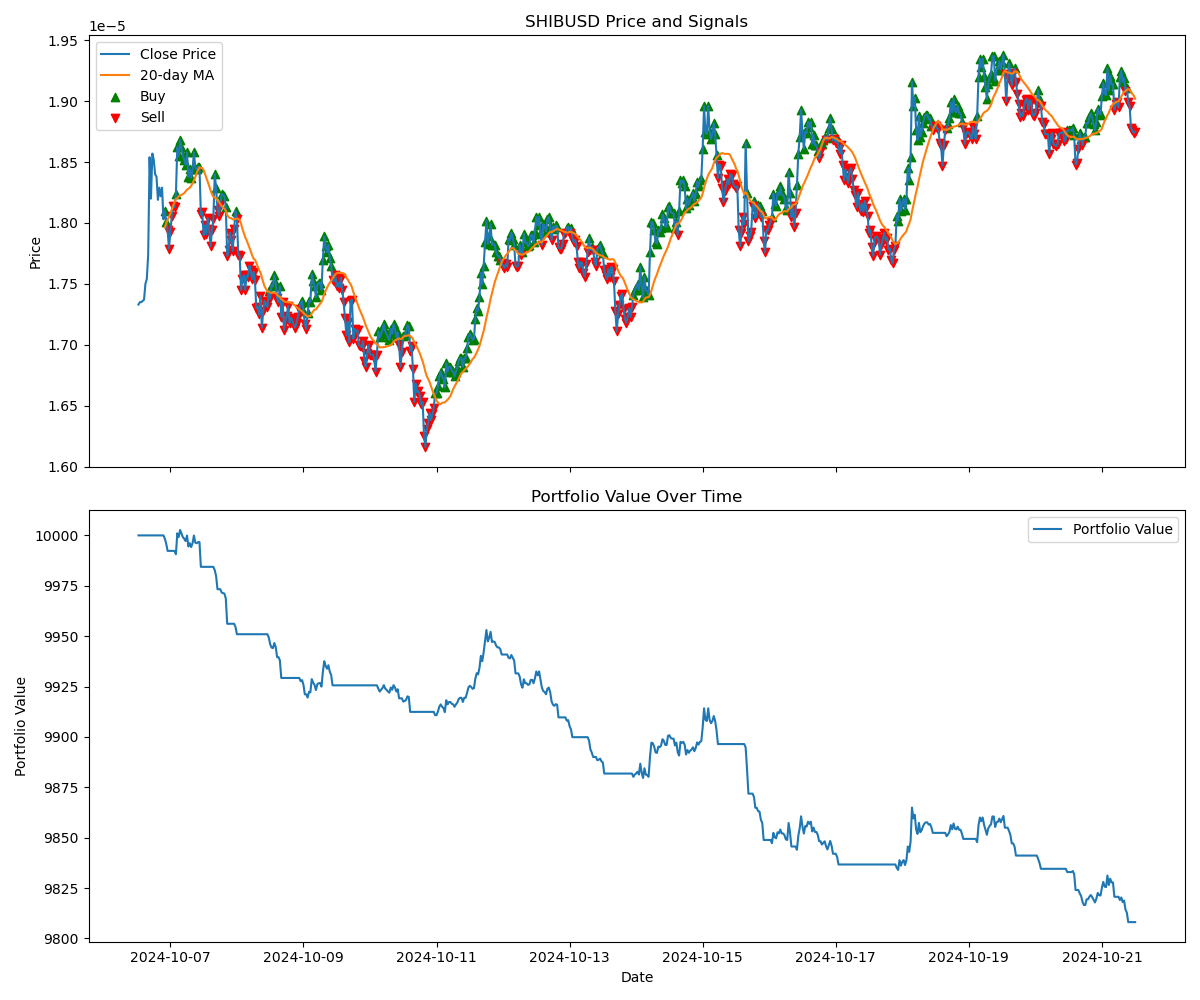 SHIBUSD Price and Signals
1e−5
1.95
1.90
1.85
1.80
1.75
1.70
1.65
1.60
Price
Close Price
20-day MA
Buy
Sell
Portfolio Value Over Time
10000
9975
9950
9925
9900
9875
9850
9825
9800
Portfolio Value
Portfolio Value
2024-10-07 2024-10-09 2024-10-11 2024-10-13 2024-10-15 2024-10-17 2024-10-19 2024-10-21
Date